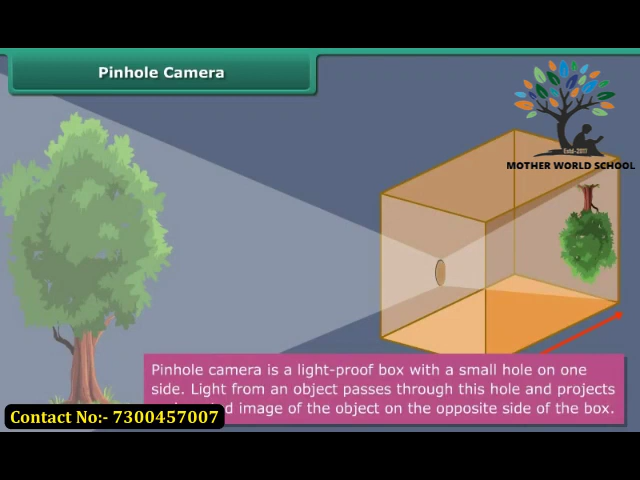 Pinhole Camera
Estd-2017
MOTHER WORLD SCHOOL
Pinhole camera is a light-proof box with a small hole on one
side. Light from an object passes through this hole and projects
image of the object on the opposite side of the box.
Contact No:- 7300457007